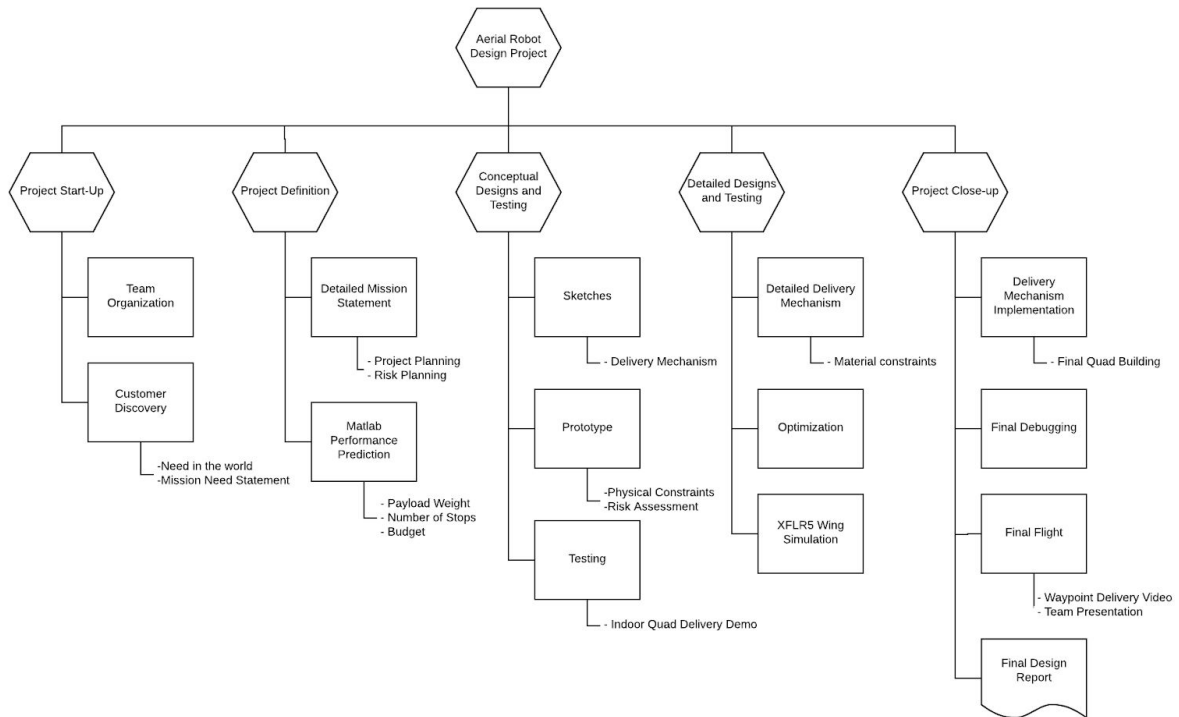 Aerial Robot
Design Project
Project Start-Up
Project Definition
Conceptual
Designs and
Testing
Detailed Designs
and Testing
Project Close-up
Team
Organization
Customer
Discovery
-Need in the world
-Mission Need Statement
Detailed Mission
Statement
- Project Planning
- Risk Planning
Matlab
Performance
Prediction
- Payload Weight
- Number of Stops
- Budget
Sketches
- Delivery Mechanism
Prototype
-Physical Constraints
-Risk Assessment
Testing
- Indoor Quad Delivery Demo
Detailed Delivery
Mechanism
- Material constraints
Optimization
XFLR5 Wing
Simulation
Delivery
Mechanism
Implementation
- Final Quad Building
Final Debugging
Final Flight
- Waypoint Delivery Video
- Team Presentation
Final Design
Report